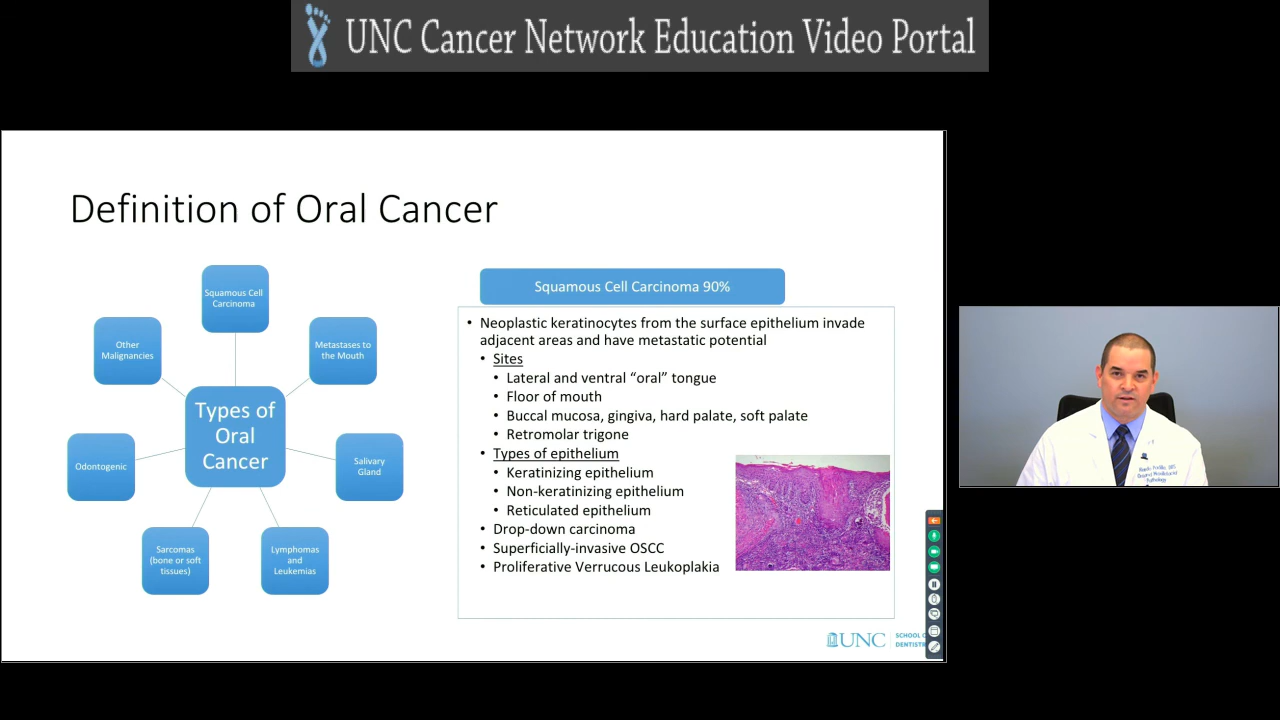 UNC Cancer Network Education Video Portal
Definition of Oral Cancer
Squamous Cell
Carcinoma
Other
Malignancies
Metastases to
the Mouth
Types of
Oral
Cancer
Odontogenic
Salivary
Gland
Sarcomas
(bone or soft
tissues)
Lymphomas
and
Leukemias
Squamous Cell Carcinoma 90%
• Neoplastic keratinocytes from the surface epithelium invade
adjacent areas and have metastatic potential
• Sites
• Lateral and ventral “oral” tongue
• Floor of mouth
• Buccal mucosa, gingiva, hard palate, soft palate
• Retromolar trigone
• Types of epithelium
• Keratinizing epithelium
• Non-keratinizing epithelium
• Reticulated epithelium
• Drop-down carcinoma
• Superficially-invasive OSCC
• Proliferative Verrucous Leukoplakia
UNC
SCHOOL
DENTIST